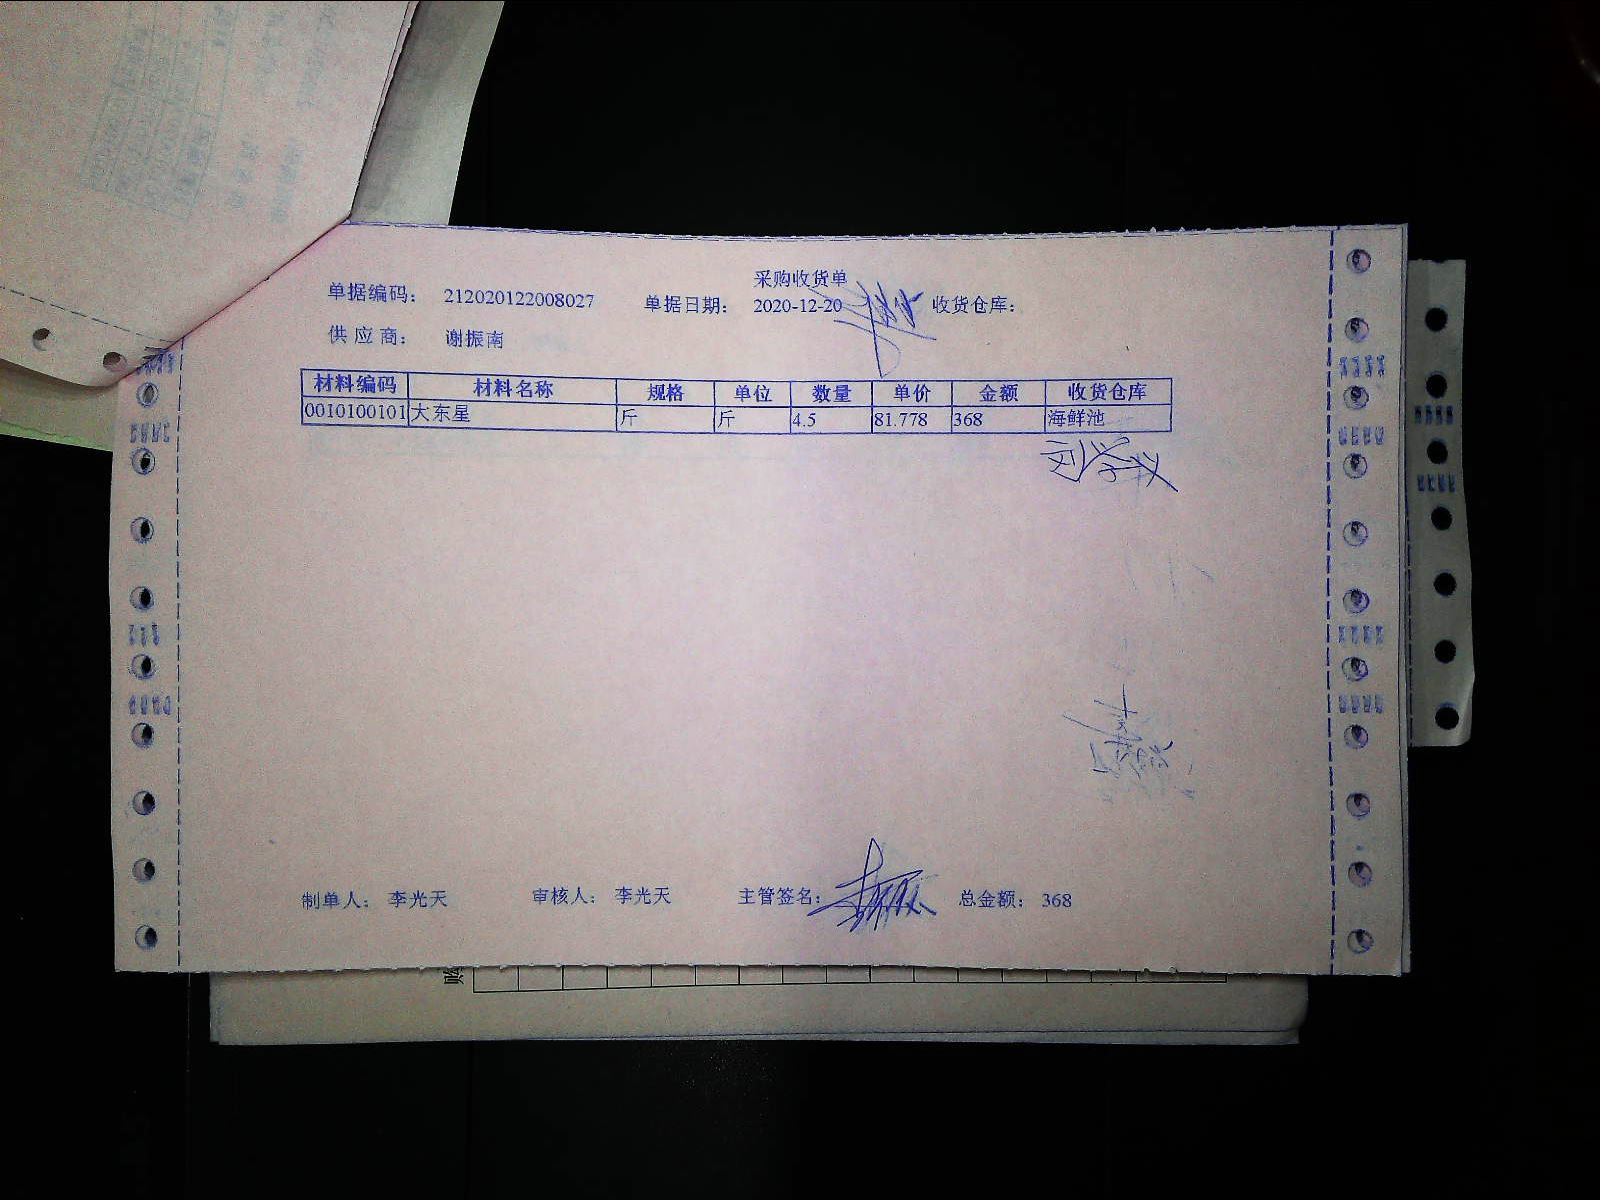 采购收货单
单据编码： 212020122008027 单据日期： 2020-12-20 收货仓库：
供 应 商： 谢振南
材料编码 材料名称 规格 单位 数量 单价 金额 收货仓库
0010100101 大东星 斤 斤 4.5 81.778 368 海鲜池
制单人： 李光天 审核人： 李光天 主管签名： 总金额： 368